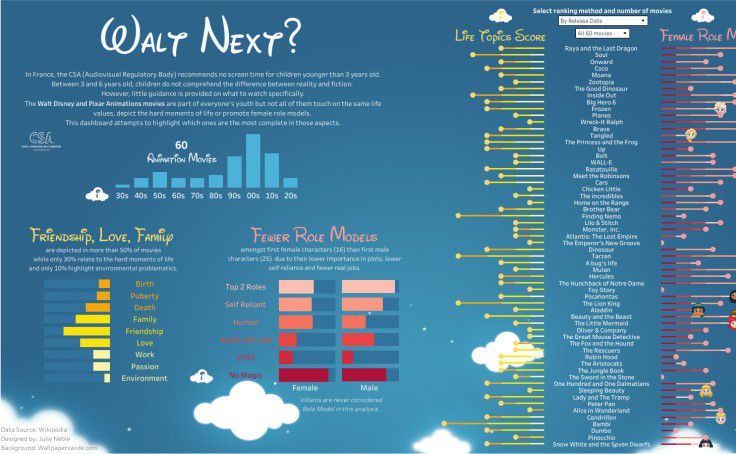 Walt Next?
In France, the CSA (Audiovisual Regulatory Body) recommends no screen time for children younger than 3 years old.
Between 3 and 6 years old, children do not comprehend the difference between reality and fiction.
However, little guidance is provided on what to watch specifically.
The Walt Disney and Pixar Animations movies are part of everyone's youth but not all of them touch on the same life
values, depict the hard moments of life or promote female role models.
This dashboard attempts to highlight which ones are the most complete in those aspects.
CSA
60
Animation Movies
30s 40s 50s 60s 70s 80s 90s 00s 10s 20s
Friendship, Love, Family
are depicted in more than 50% of movies
while only 30% relate to the hard moments of life
and only 10% highlight environmental problematics.
Birth
Puberty
Death
Family
Friendship
Love
Work
Passion
Environment
Fewer Role Models
amongst first female characters (16) than first male
characters (25) due to their lower importance in plots, lower
self reliance and fewer real jobs.
Top 2 Roles
Self Reliant
Human
Child
No Magic
Female Male
Villains are never considered
Role Model in this analysis.
Data Source: Wikipedia
Designed by: Julie Noble
Background: Wallpaperswide.com
Select ranking method and number of movies
By Release Date
All 60 movies
Life Topics Score
Female Role M
Raya and the Last Dragon
Soul
Onward
Coco
Moana
Zootopia
The Good Dinosaur
Inside Out
Big Hero 6
Frozen
Planes
Wreck-It Ralph
Brave
Tangled
The Princess and the Frog
Up
Bolt
WALL-E
Ratatouille
Meet the Robinsons
Cars
Chicken Little
The Incredibles
Home on the Range
Brother Bear
Finding Nemo
Lilo & Stitch
Monster, Inc.
Atlantis: The Lost Empire
The Emperor's New Groove
Dinosaur
Tarzan
A bug's life
Mulan
Hercules
The Hunchback of Notre Dame
Toy Story
Pocahontas
The Lion King
Aladdin
Beauty and the Beast
The Little Mermaid
Oliver & Company
The Great Mouse Detective
The Fox and the Hound
The Rescuers
Robin Hood
The Aristocats
The Jungle Book
The Sword in the Stone
One Hundred and One Dalmatians
Sleeping Beauty
Lady and The Tramp
Peter Pan
Alice in Wonderland
Cendrillon
Bambi
Dumbo
Pinocchio
Snow White and the Seven Dwarfs